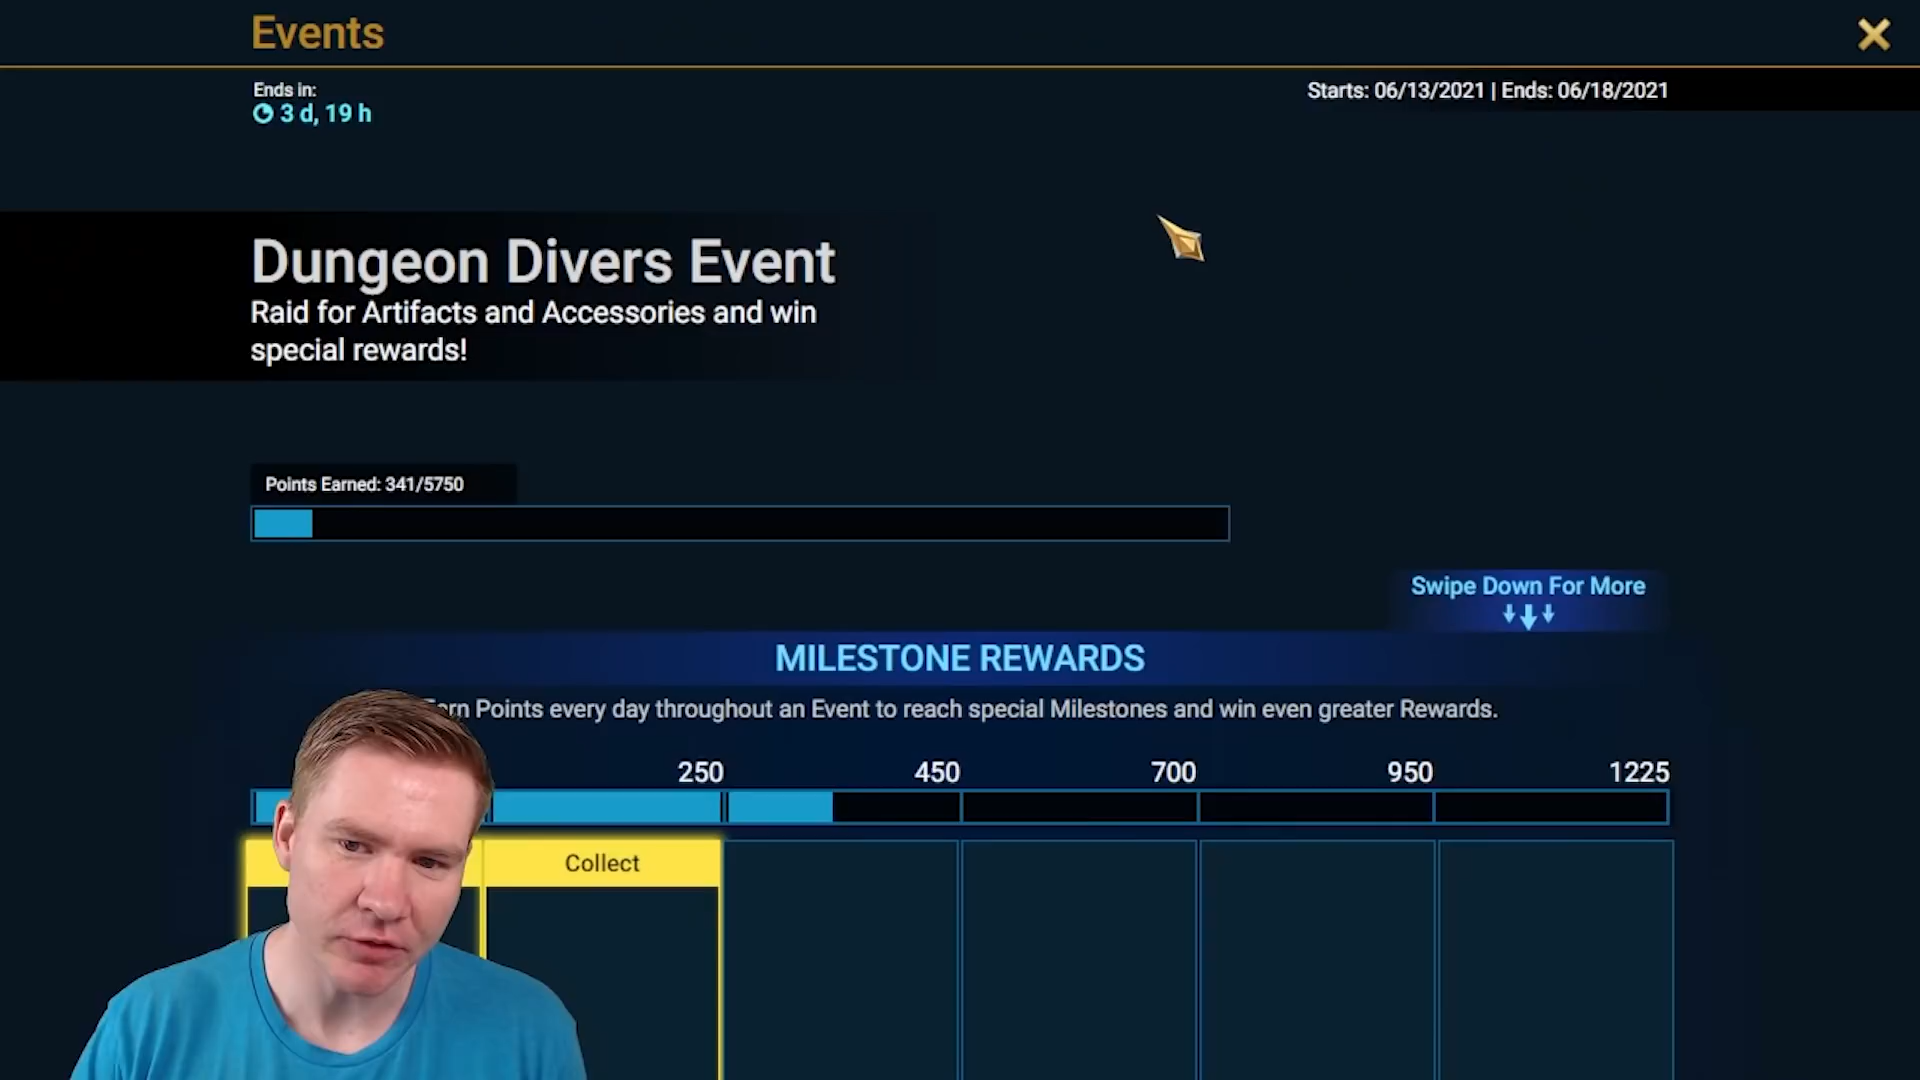 Events
Ends in:
3 d, 19 h
Starts: 06/13/2021 | Ends: 06/18/2021
Dungeon Divers Event
Raid for Artifacts and Accessories and win
special rewards!
Points Earned: 341/5750
Swipe Down For More
MILESTONE REWARDS
Points every day throughout an Event to reach special Milestones and win even greater Rewards.
250 450 700 950 1225
Collect